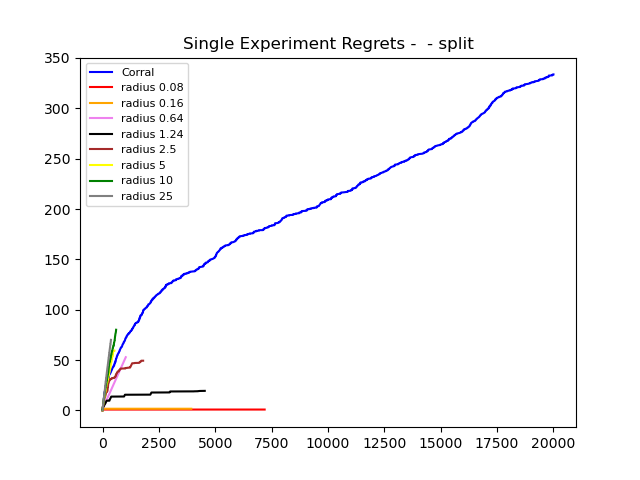 Single Experiment Regrets -  - split
350
300
250
200
150
100
50
0
Corral
radius 0.08
radius 0.16
radius 0.64
radius 1.24
radius 2.5
radius 5
radius 10
radius 25
0 2500 5000 7500 10000 12500 15000 17500 20000